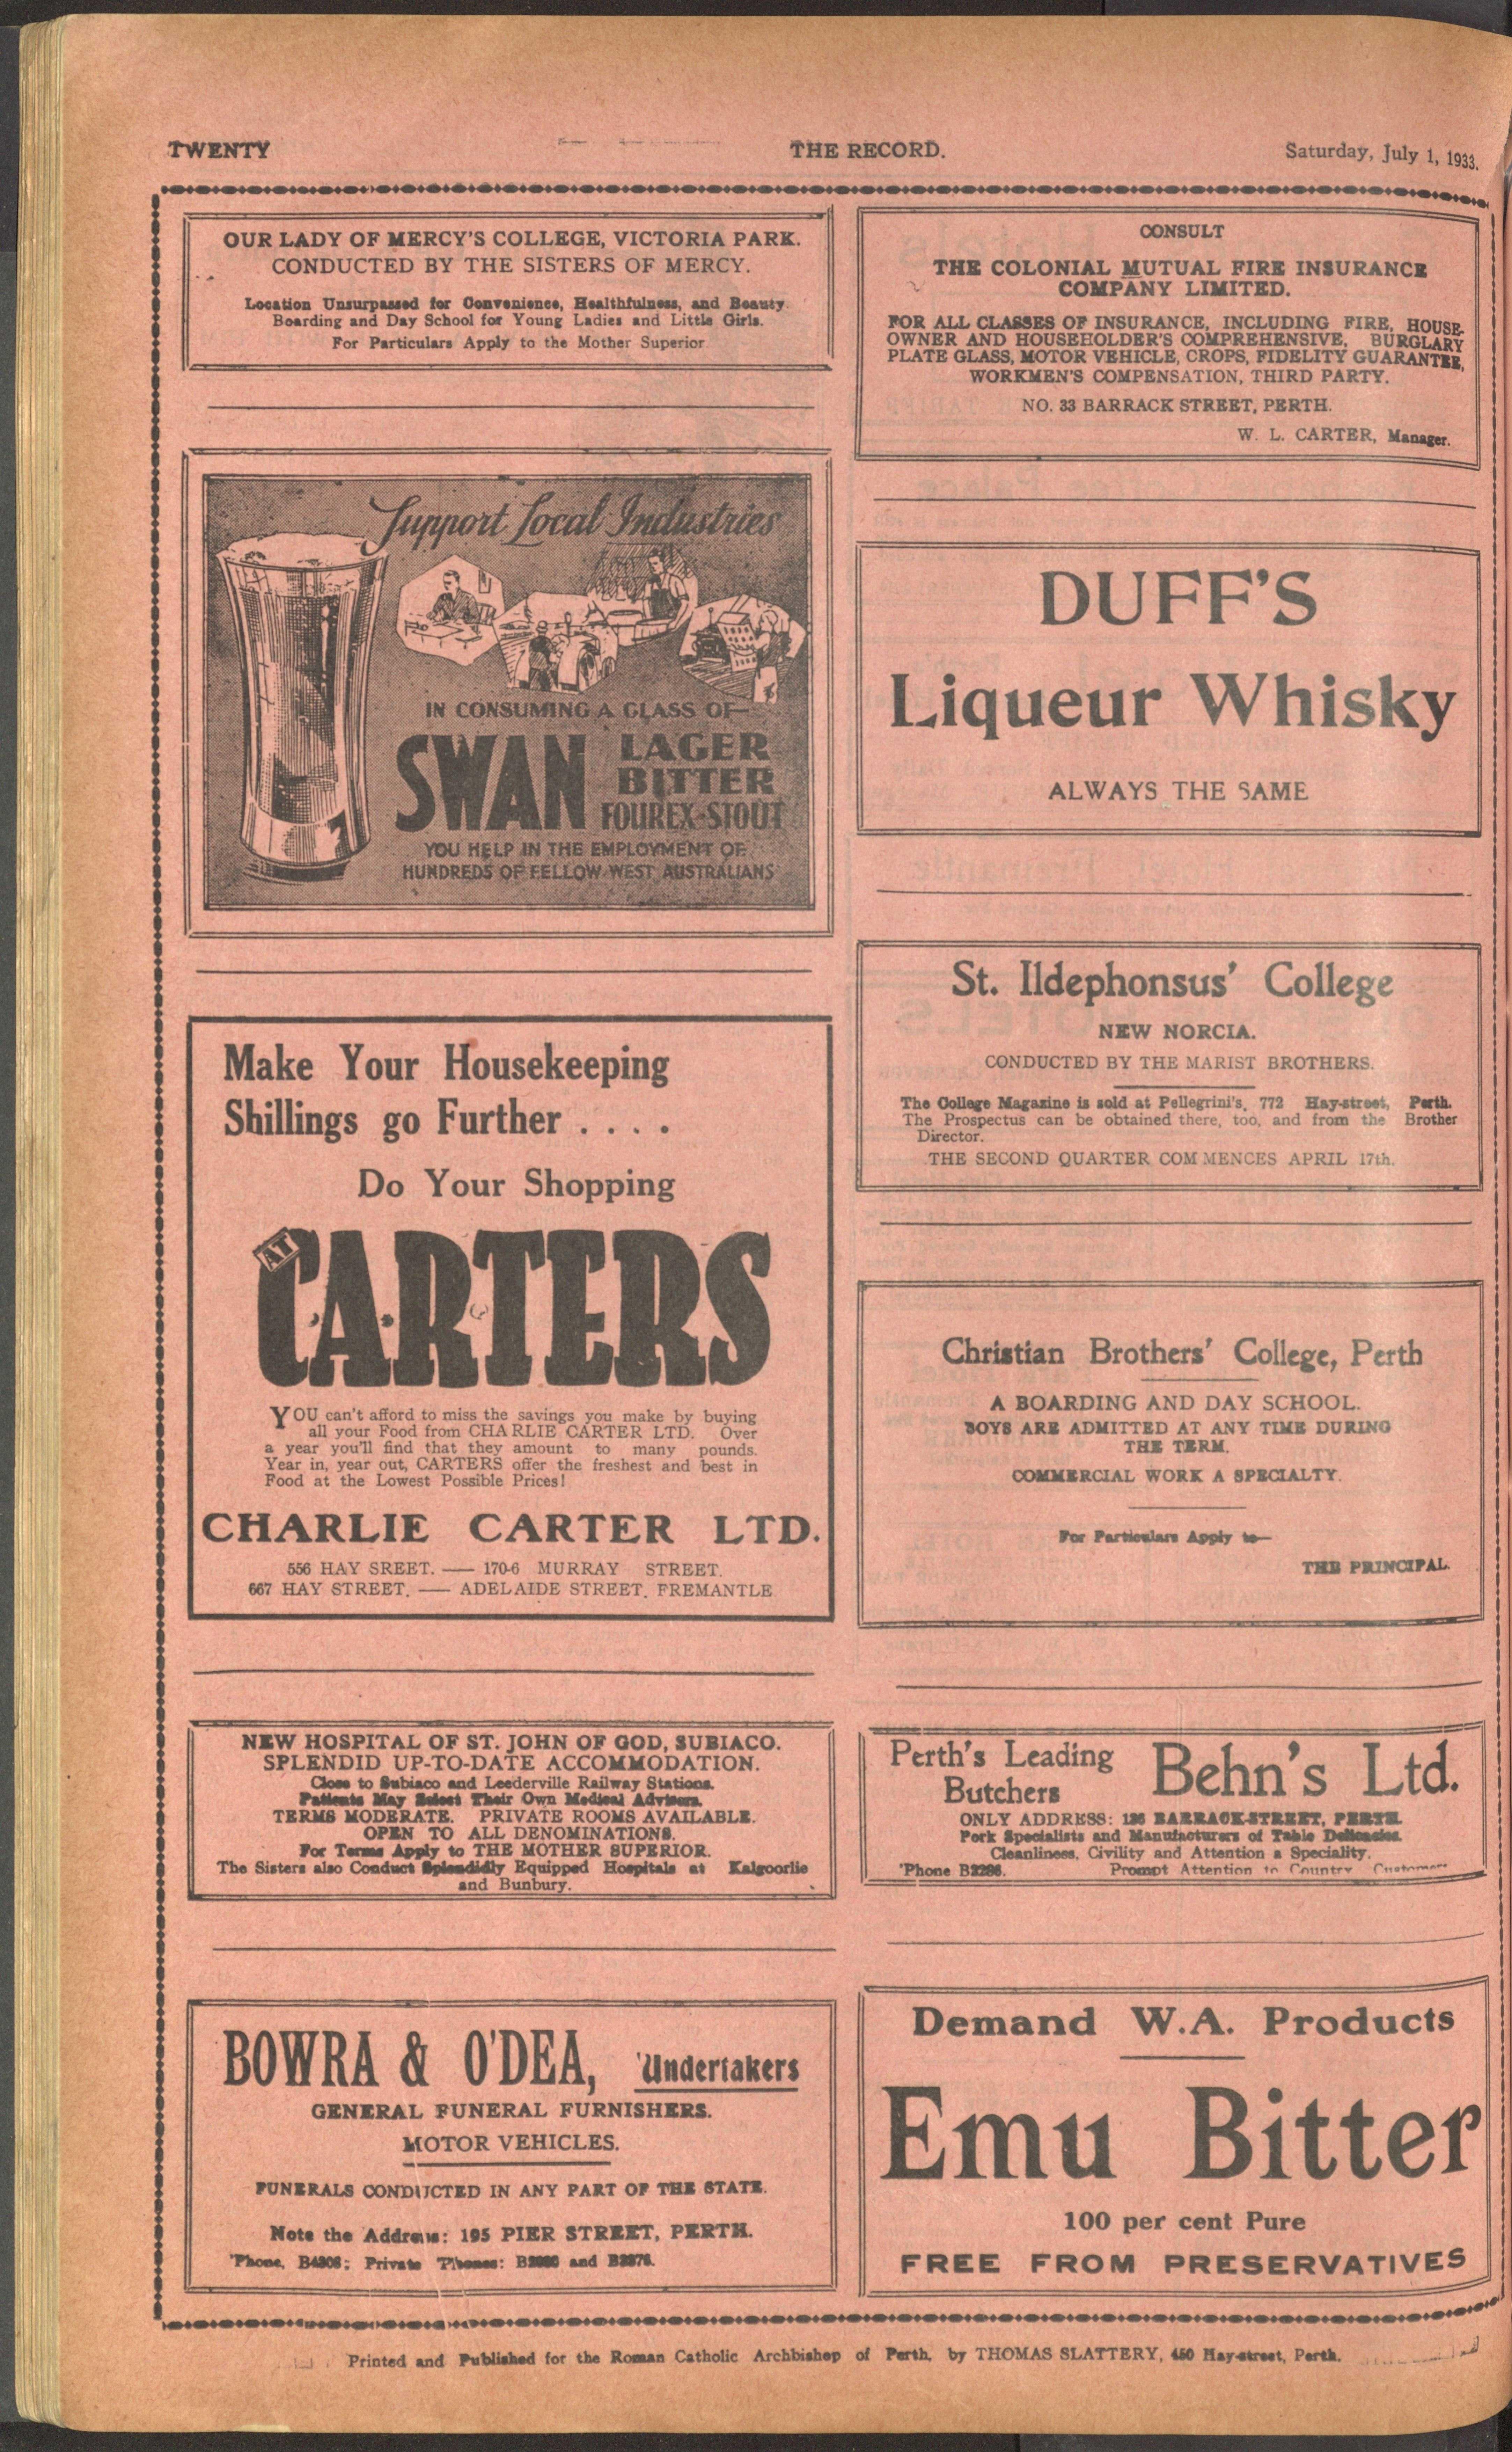 TWENTY
THE RECORD.
Saturday, July 1, 1933.
OUR LADY OF MERCY'S COLLEGE, VICTORIA PARK.
CONDUCTED BY THE SISTERS OF MERCY.
Location Unsurpassed for Convenience, Healthfulness, and Beauty
Boarding and Day School for Young Ladies and Little Girls.
For Particulars Apply to the Mother Superior
Support Local Industries
IN CONSUMING A GLASS OF—
SWAN LAGER
BITTER
FOUREX-STOUT
YOU HELP IN THE EMPLOYMENT OF
HUNDREDS OF FELLOW WEST AUSTRALIANS
Make Your Housekeeping
Shillings go Further . . . .
Do Your Shopping
AT
CARTERS
YOU can't afford to miss the savings you make by buying
all your Food from CHARLIE CARTER LTD. Over
a year you'll find that they amount to many pounds.
Year in, year out, CARTERS offer the freshest and best in
Food at the Lowest Possible Prices!
CHARLIE CARTER LTD.
556 HAY SREET. — 170-6 MURRAY STREET.
667 HAY STREET. — ADELAIDE STREET, FREMANTLE
NEW HOSPITAL OF ST. JOHN OF GOD, SUBIACO.
SPLENDID UP-TO-DATE ACCOMMODATION.
Close to Subiaco and Leederville Railway Stations.
Patients May Select Their Own Medical Advisers.
TERMS MODERATE. PRIVATE ROOMS AVAILABLE.
OPEN TO ALL DENOMINATIONS.
For Terms Apply to THE MOTHER SUPERIOR.
The Sisters also Conduct Splendidly Equipped Hospitals at Kalgoorlie
and Bunbury.
BOWRA & O'DEA, Undertakers
GENERAL FUNERAL FURNISHERS.
MOTOR VEHICLES.
FUNERALS CONDUCTED IN ANY PART OF THE STATE.
Note the Address: 195 PIER STREET, PERTH.
'Phone, B4308; Private 'Phones: and
CONSULT
THE COLONIAL MUTUAL FIRE INSURANCE
COMPANY LIMITED.
FOR ALL CLASSES OF INSURANCE, INCLUDING FIRE, HOUSE-
OWNER AND HOUSEHOLDER'S COMPREHENSIVE, BURGLARY
PLATE GLASS, MOTOR VEHICLE, CROPS, FIDELITY GUARANTEE,
WORKMEN'S COMPENSATION, THIRD PARTY.
NO. 33 BARRACK STREET, PERTH.
W. L. CARTER, Manager.
DUFF'S
Liqueur Whisky
ALWAYS THE SAME
St. Ildephonsus' College
NEW NORCIA.
CONDUCTED BY THE MARIST BROTHERS.
The College Magazine is sold at Pellegrini's, 772 Hay-street, Perth.
The Prospectus can be obtained there, too, and from the Brother
Director.
THE SECOND QUARTER COMMENCES APRIL 17th.
Christian Brothers' College, Perth
A BOARDING AND DAY SCHOOL.
BOYS ARE ADMITTED AT ANY TIME DURING
THE TERM.
COMMERCIAL WORK A SPECIALTY.
For Particulars Apply to—
THE PRINCIPAL.
Perth's Leading
Butchers
Behn's Ltd.
ONLY ADDRESS: 126 BARRACK-STREET, PERTH.
Pork Specialists and Manufacturers of Table Delicacies.
Cleanliness, Civility and Attention a Speciality.
'Phone B2286. Prompt Attention to Country Customers
Demand W.A. Products
Emu Bitter
100 per cent Pure
FREE FROM PRESERVATIVES
Printed and Published for the Roman Catholic Archbishop of Perth, by THOMAS SLATTERY, 450 Hay-street, Perth.